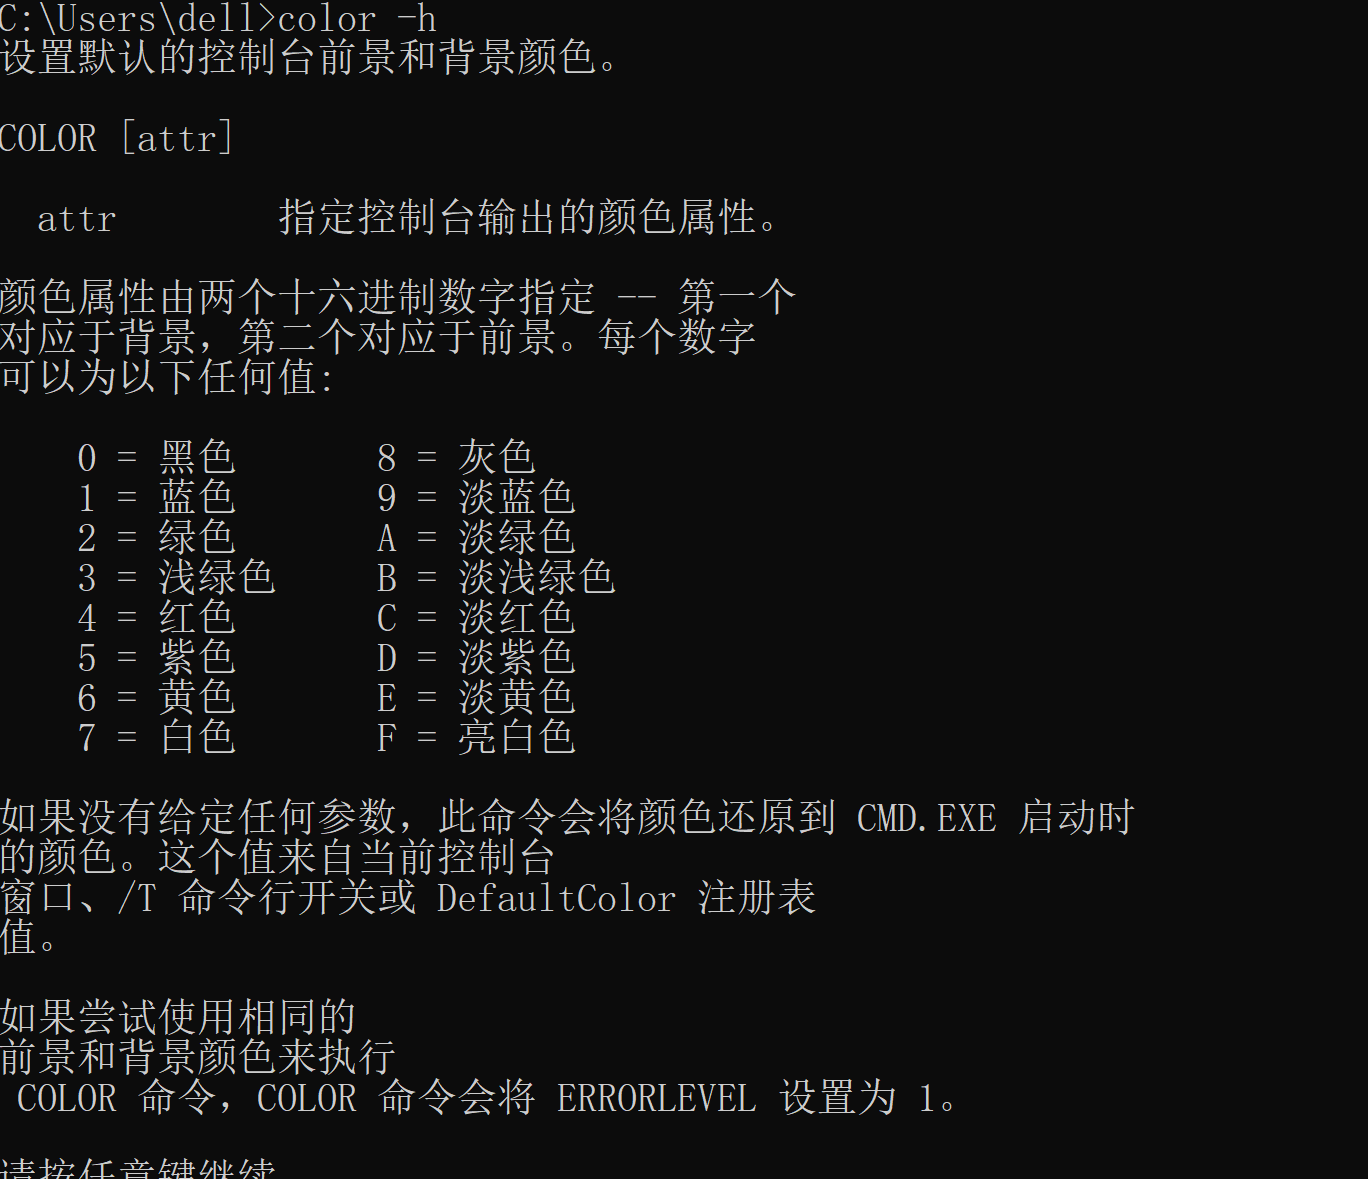 C:\Users\dell>color -h
设置默认的控制台前景和背景颜色。
COLOR [attr]
attr 指定控制台输出的颜色属性。
颜色属性由两个十六进制数字指定 -- 第一个
对应于背景，第二个对应于前景。每个数字
可以为以下任何值:
0 = 黑色 8 = 灰色
1 = 蓝色 9 = 淡蓝色
2 = 绿色 A = 淡绿色
3 = 浅绿色 B = 淡浅绿色
4 = 红色 C = 淡红色
5 = 紫色 D = 淡紫色
6 = 黄色 E = 淡黄色
7 = 白色 F = 亮白色
如果没有给定任何参数，此命令会将颜色还原到 CMD.EXE 启动时
的颜色。这个值来自当前控制台
窗口、/T 命令行开关或 DefaultColor 注册表
值。
如果尝试使用相同的
前景和背景颜色来执行
COLOR 命令，COLOR 命令会将 ERRORLEVEL 设置为 1。
请按任意键继续